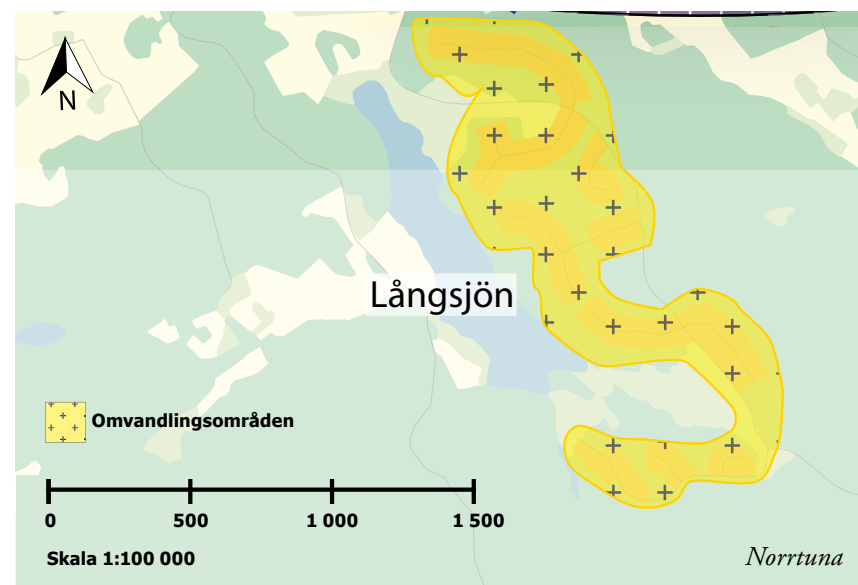 N
Långsjön
Omvandlingsområden
0 500 1 000 1 500
Skala 1:100 000
Norrtuna